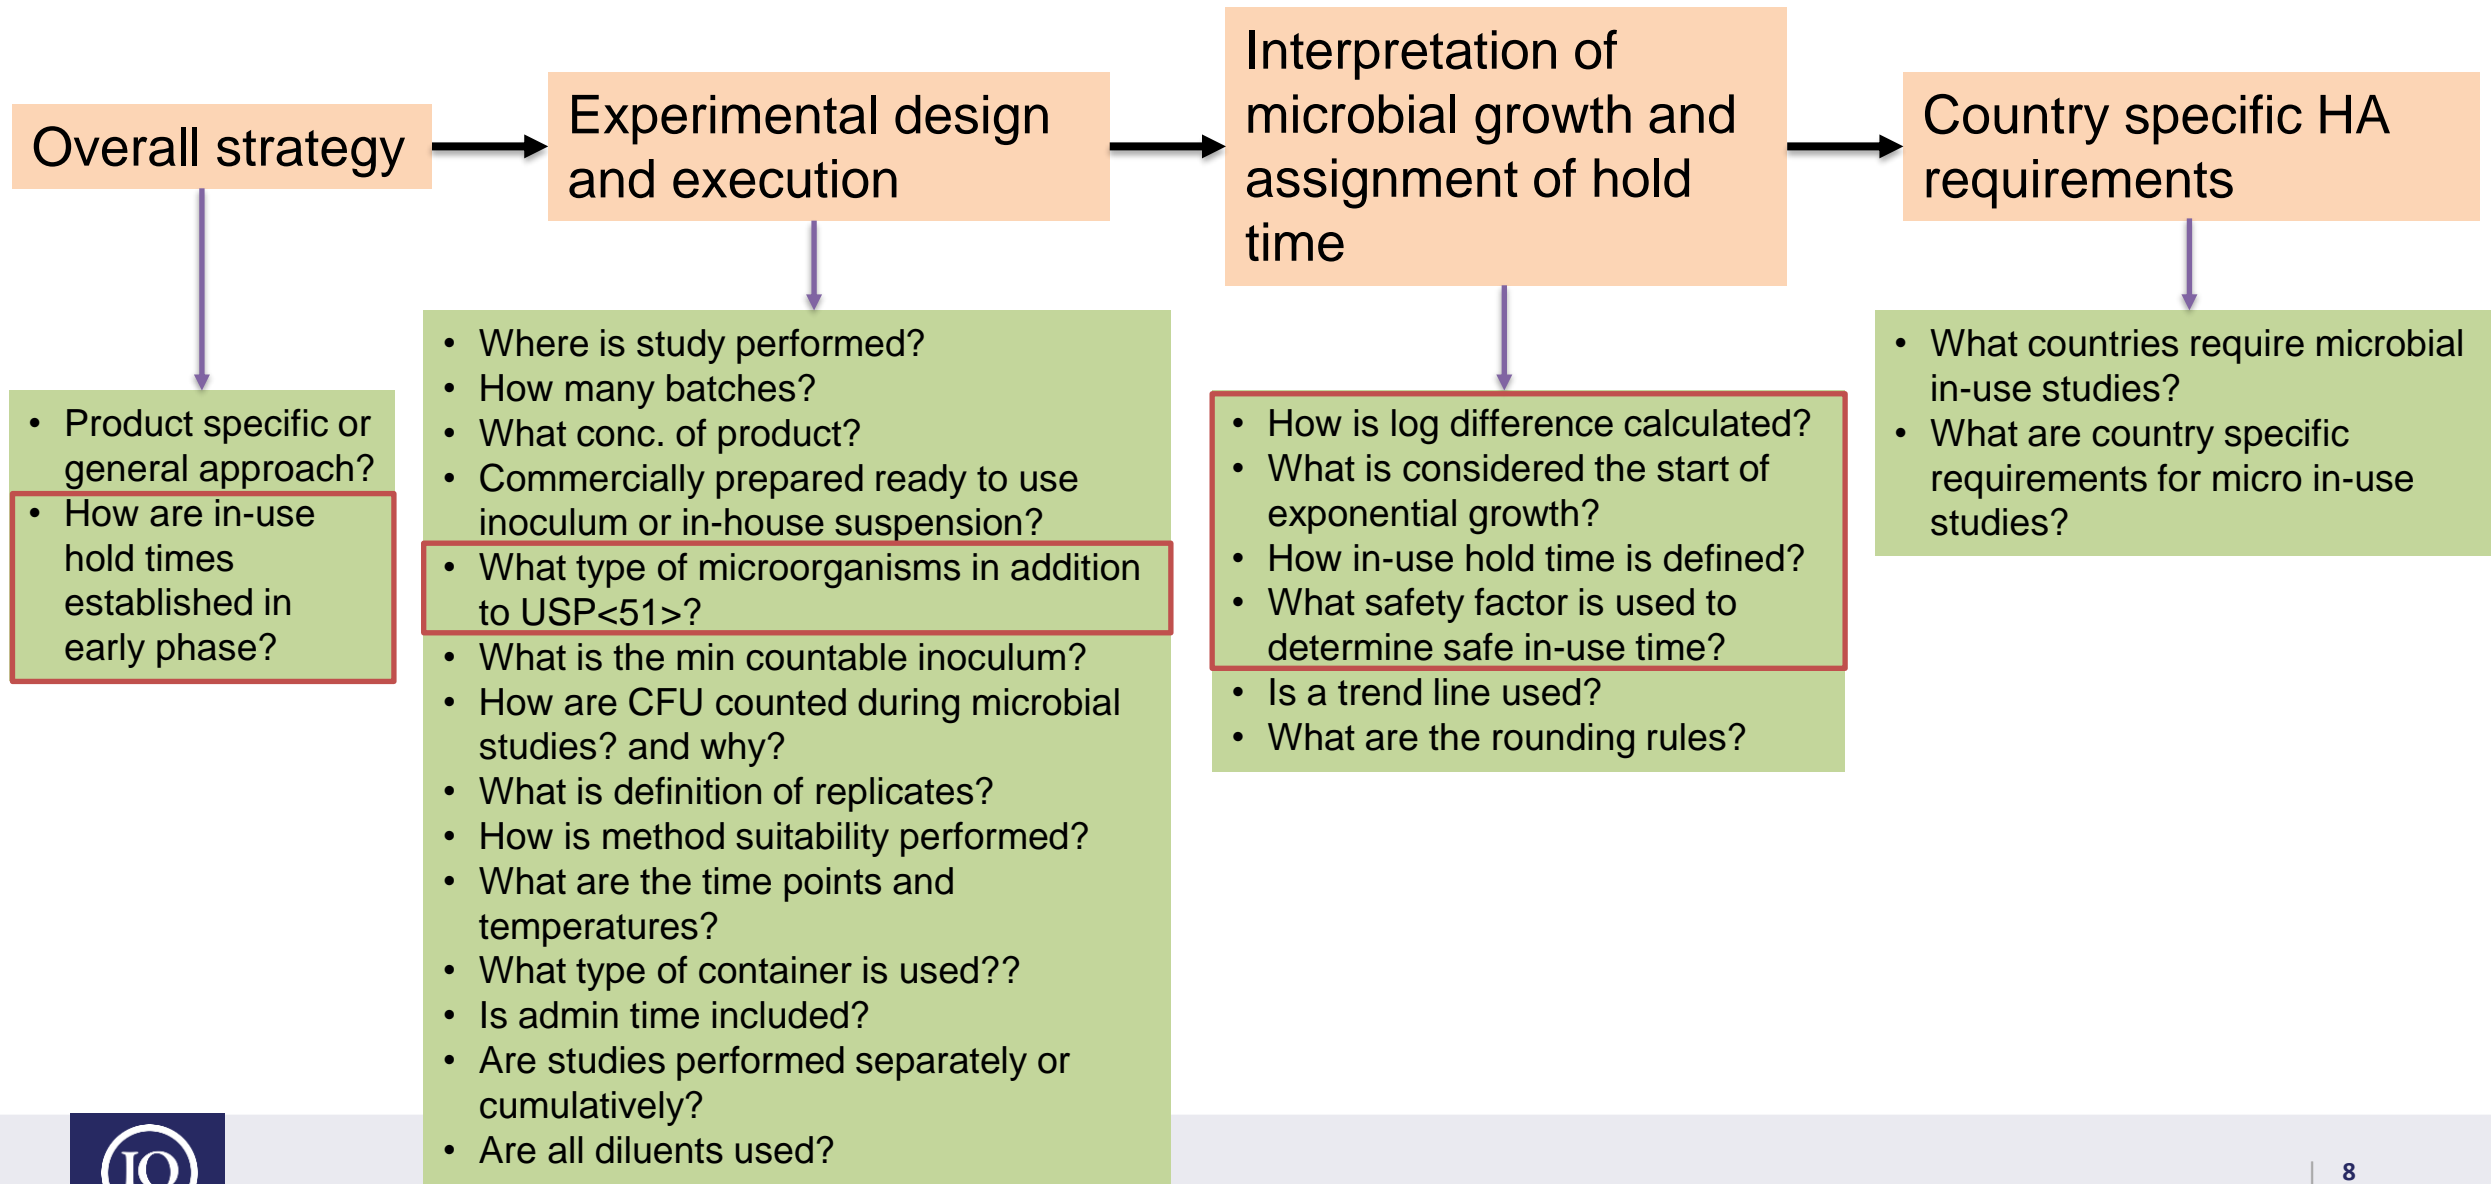 Overall strategy
Experimental design
and execution
Interpretation of
microbial growth and
assignment of hold
time
Country specific HA
requirements
• Product specific or
general approach?
• How are in-use
hold times
established in
early phase?
• Where is study performed?
• How many batches?
• What conc. of product?
• Commercially prepared ready to use
inoculum or in-house suspension?
• What type of microorganisms in addition
to USP<51>?
• What is the min countable inoculum?
• How are CFU counted during microbial
studies? and why?
• What is definition of replicates?
• How is method suitability performed?
• What are the time points and
temperatures?
• What type of container is used??
• Is admin time included?
• Are studies performed separately or
cumulatively?
• Are all diluents used?
• How is log difference calculated?
• What is considered the start of
exponential growth?
• How in-use hold time is defined?
• What safety factor is used to
determine safe in-use time?
• Is a trend line used?
• What are the rounding rules?
• What countries require microbial
in-use studies?
• What are country specific
requirements for micro in-use
studies?
IQ
8